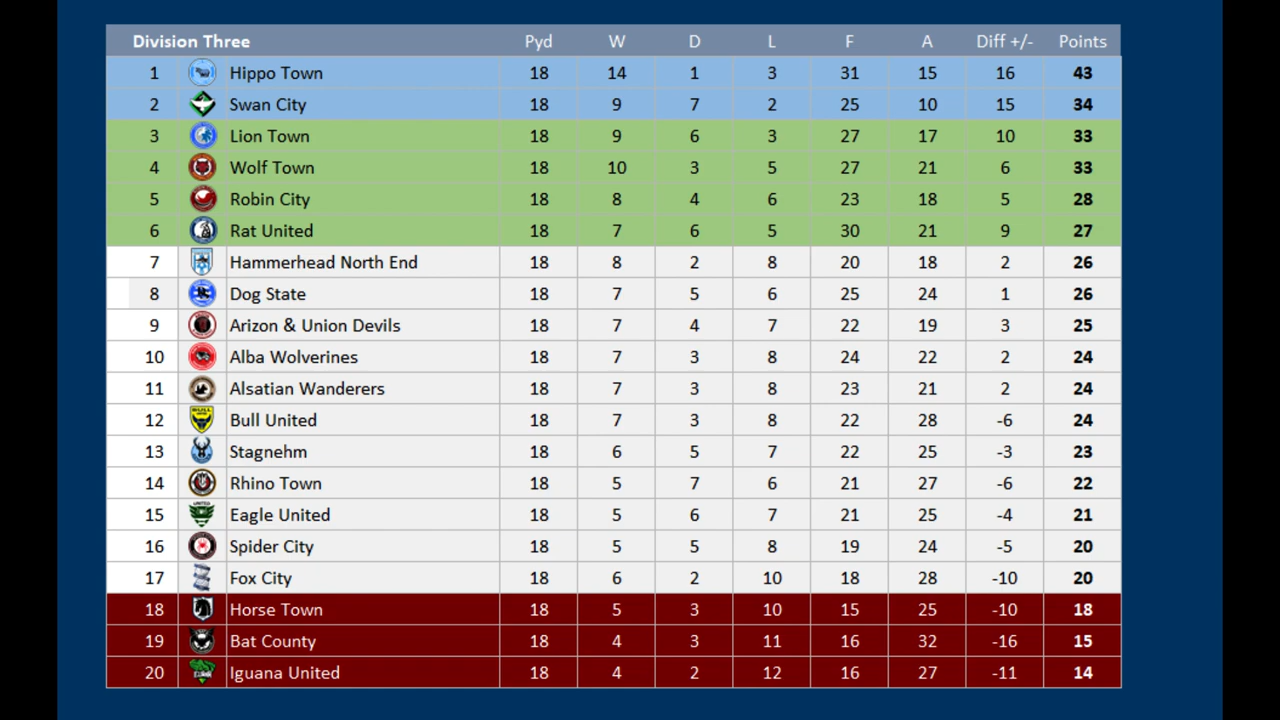 Division Three Pyd W D L F A Diff +/- Points
1 Hippo Town 18 14 1 3 31 15 16 43
2 Swan City 18 9 7 2 25 10 15 34
3 Lion Town 18 9 6 3 27 17 10 33
4 Wolf Town 18 10 3 5 27 21 6 33
5 Robin City 18 8 4 6 23 18 5 28
6 Rat United 18 7 6 5 30 21 9 27
7 Hammerhead North End 18 8 2 8 20 18 2 26
8 Dog State 18 7 5 6 25 24 1 26
9 Arizon & Union Devils 18 7 4 7 22 19 3 25
10 Alba Wolverines 18 7 3 8 24 22 2 24
11 Alsatian Wanderers 18 7 3 8 23 21 2 24
12 Bull United 18 7 3 8 22 28 -6 24
13 Stagnehm 18 6 5 7 22 25 -3 23
14 Rhino Town 18 5 7 6 21 27 -6 22
15 Eagle United 18 5 6 7 21 25 -4 21
16 Spider City 18 5 5 8 19 24 -5 20
17 Fox City 18 6 2 10 18 28 -10 20
18 Horse Town 18 5 3 10 15 25 -10 18
19 Bat County 18 4 3 11 16 32 -16 15
20 Iguana United 18 4 2 12 16 27 -11 14